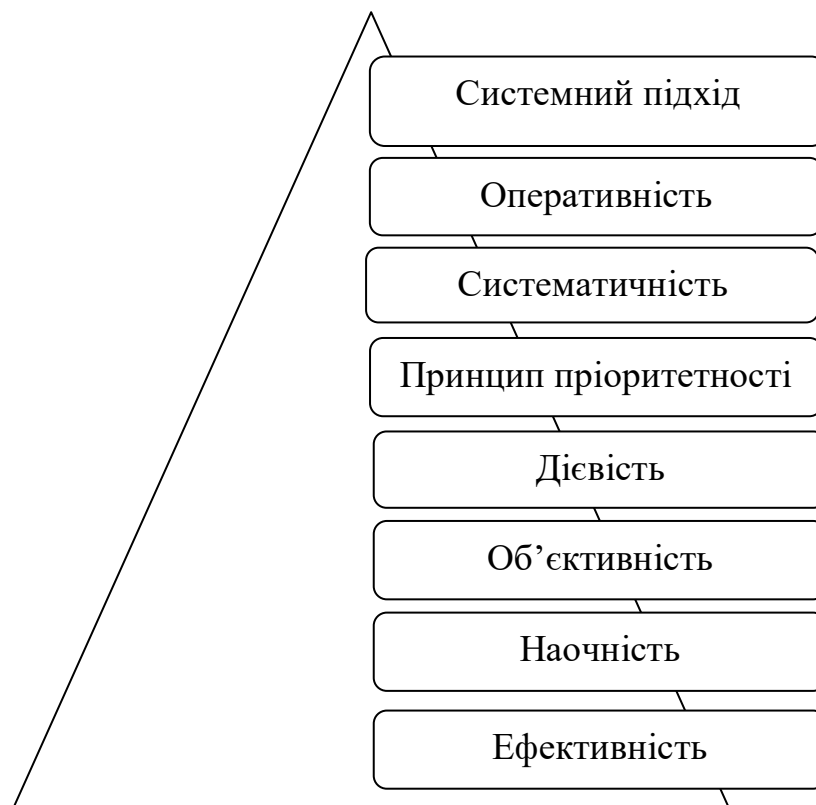 Системний підхід
Оперативність
Систематичність
Принцип пріоритетності
Дієвість
Об’єктивність
Наочність
Ефективність